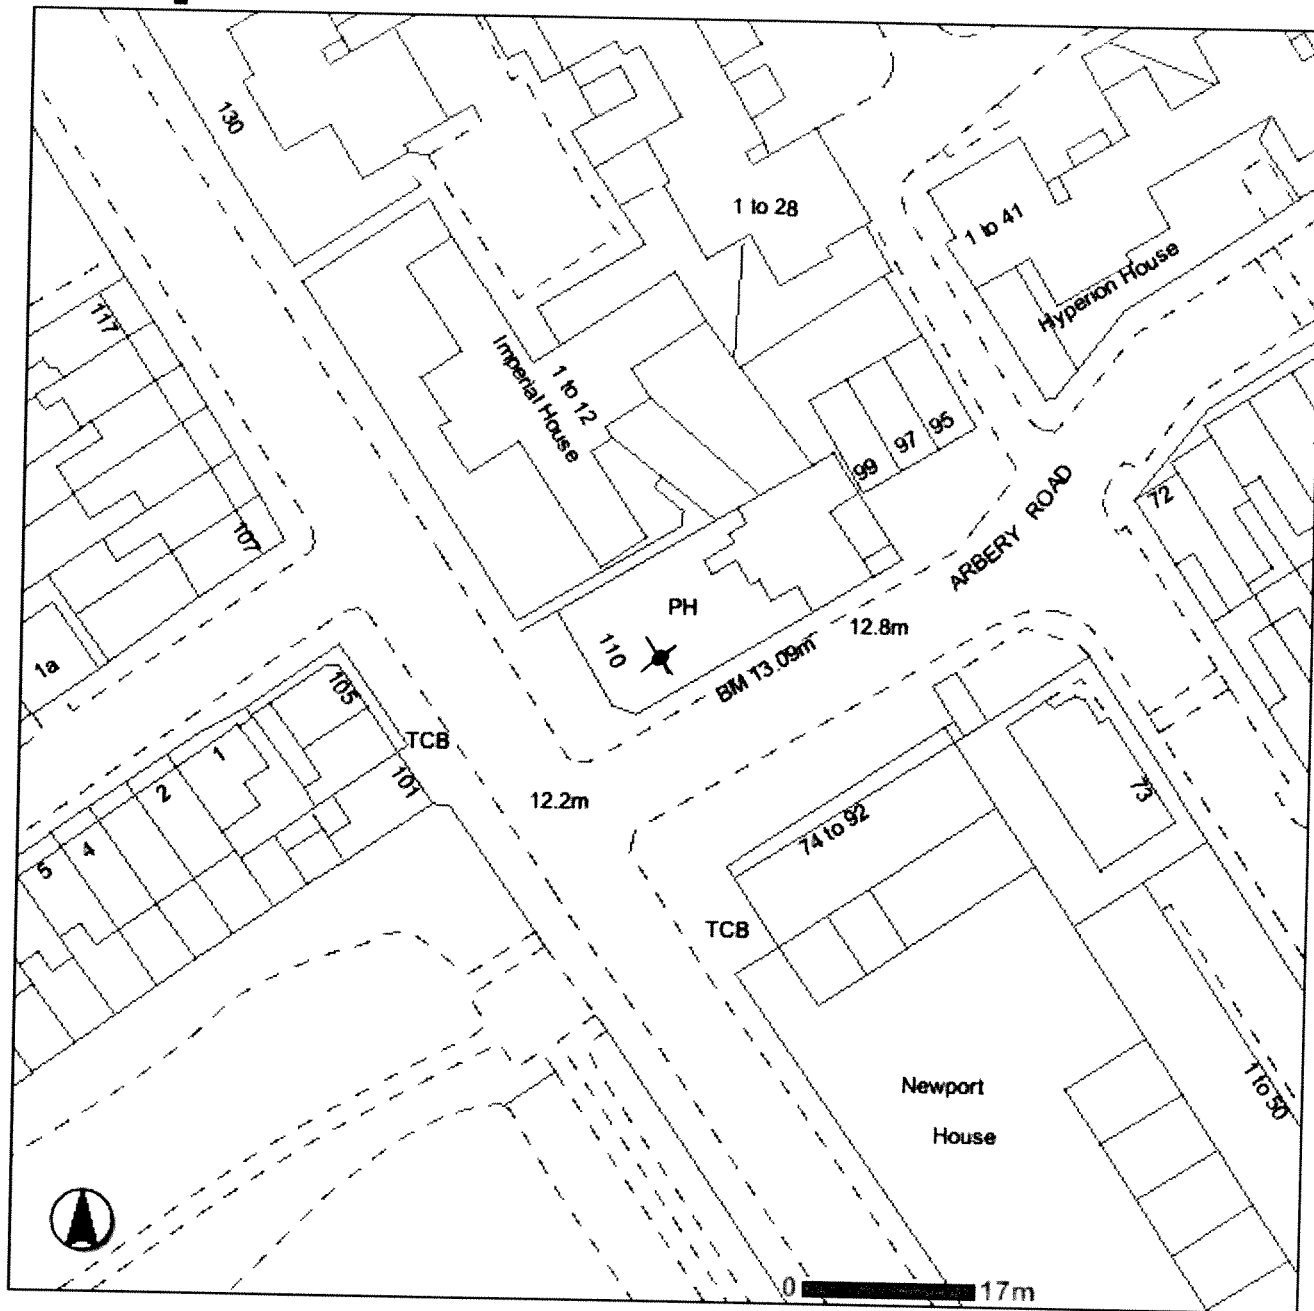 130
1 to 28
1 to 41
Hyperion House
117
Imperial House
1 to 12
99
97
95
107
72
ARBERY ROAD
PH
110
12.8m
BM 13.09m
1a
105
TCB
1
101
2
12.2m
73
74 to 92
4
5
TCB
Newport
House
1 to 50
0
17m